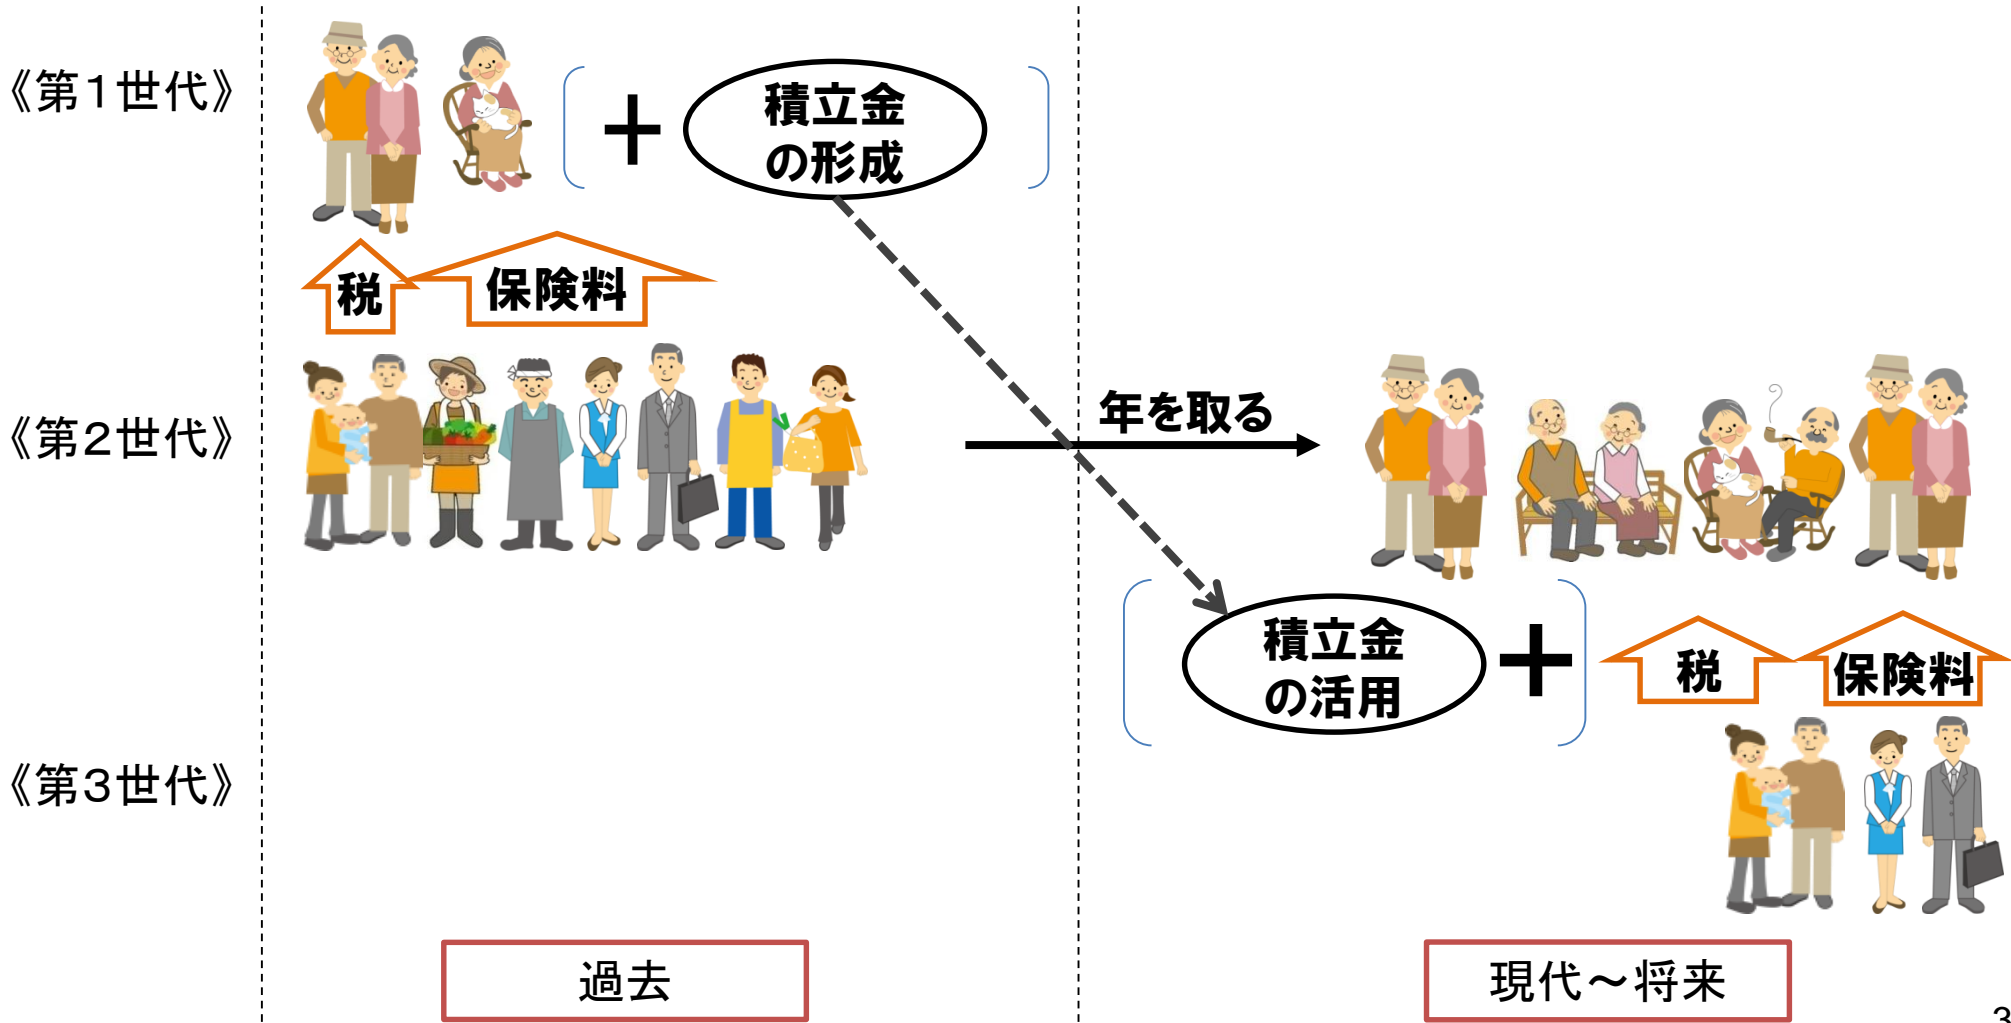 《第1世代》
＋
積立金
の形成
税
保険料
《第2世代》
年を取る
積立金
の活用
＋
税
保険料
《第3世代》
過去
現代～将来
3